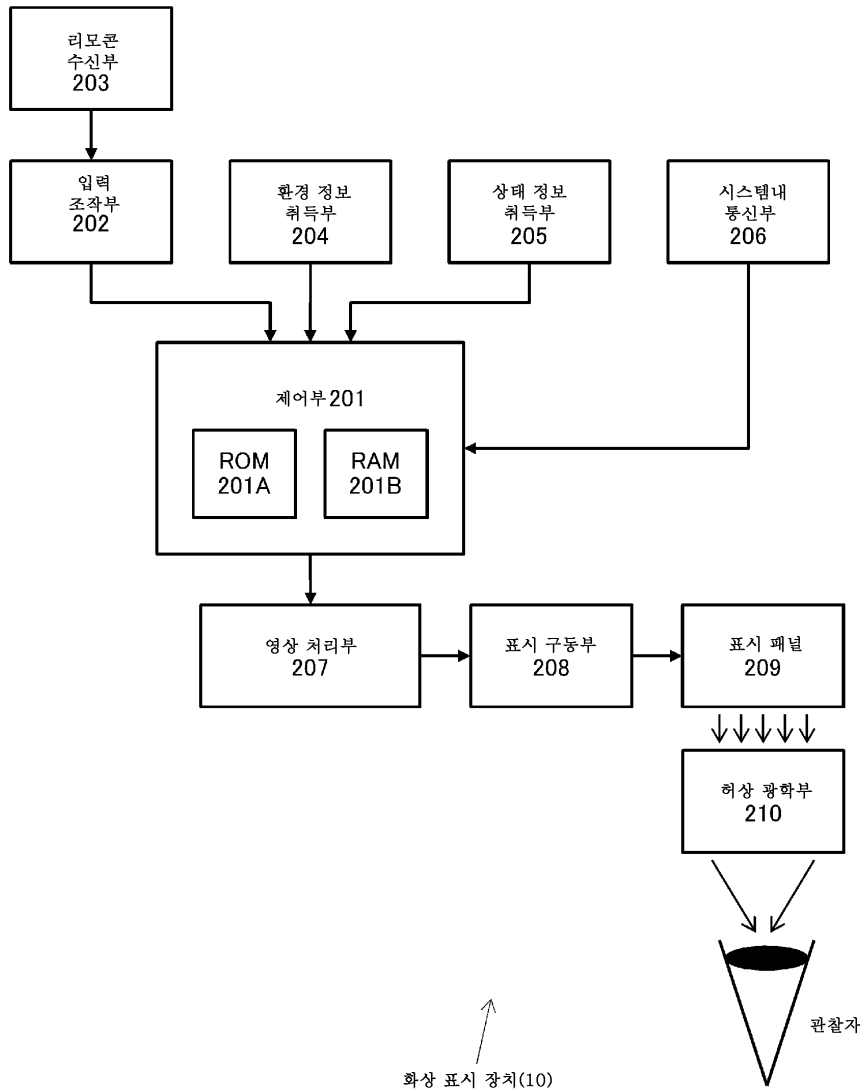 리모콘
수신부
203
입력
조작부
202
환경 정보
취득부
204
상태 정보
취득부
205
시스템내
통신부
206
제어부201
ROM
201A
RAM
201B
영상 처리부
207
표시 구동부
208
표시 패널
209
허상 광학부
210
관찰자
화상 표시 장치(10)